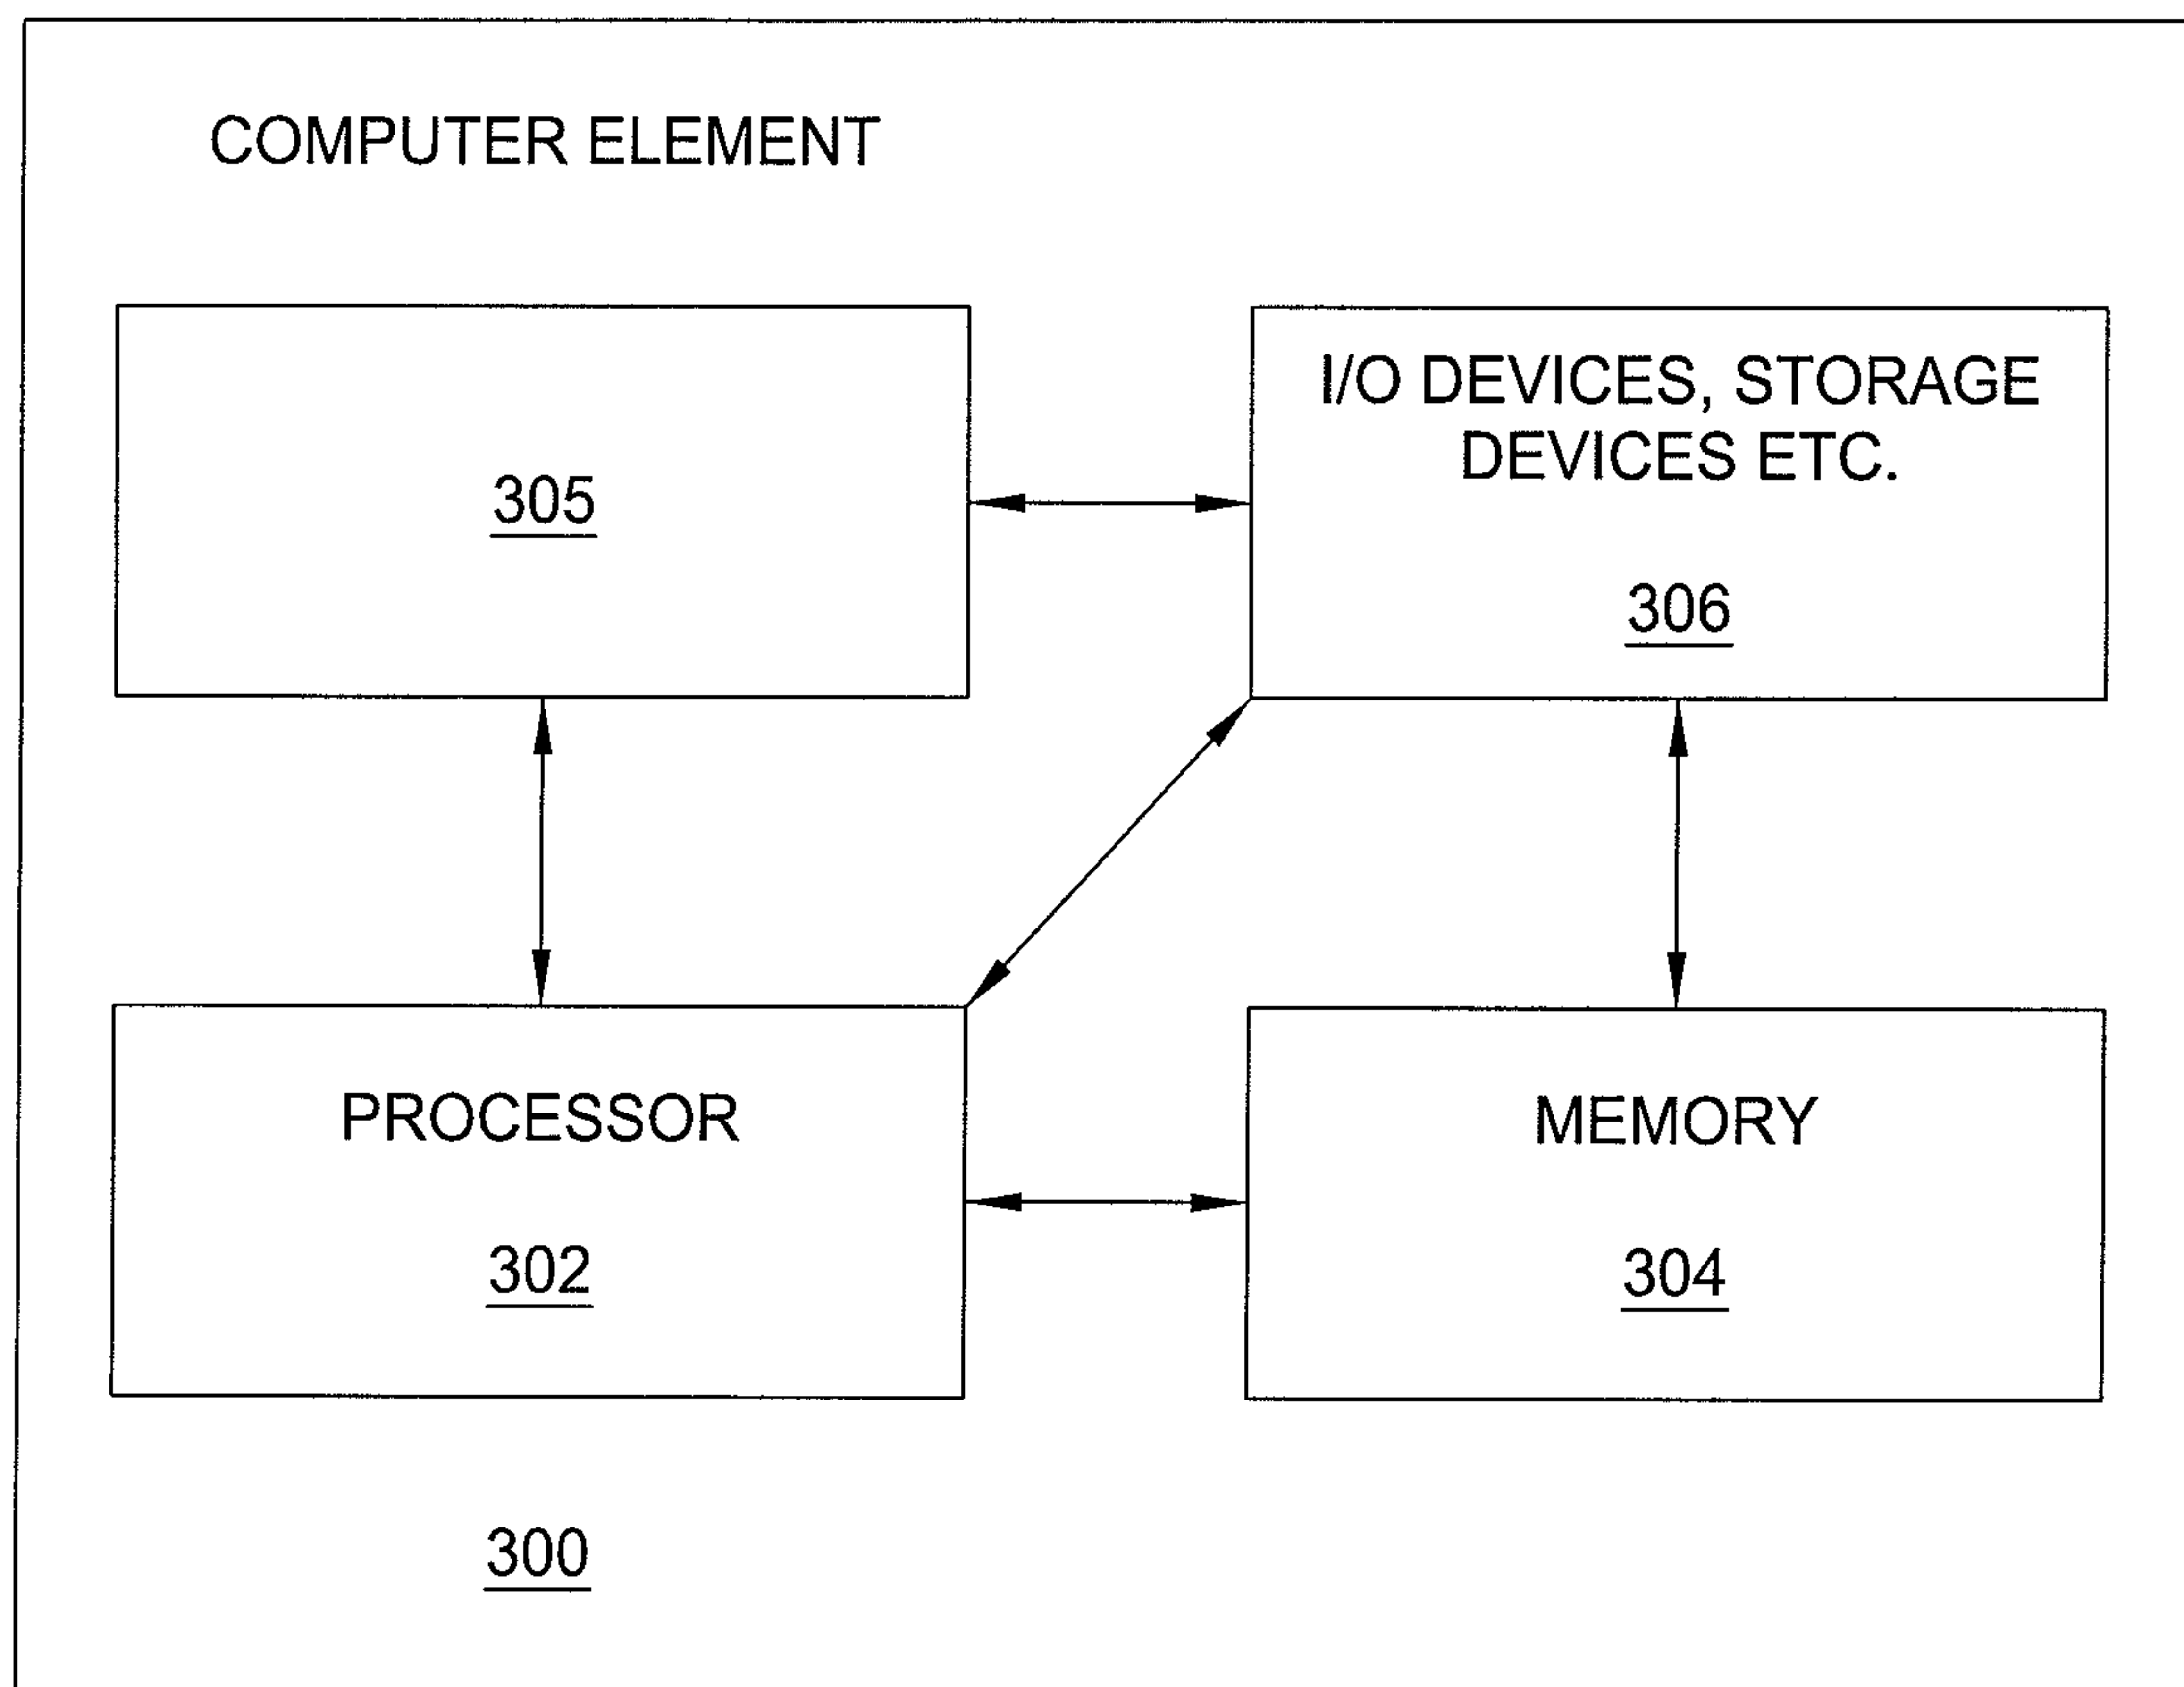 COMPUTER ELEMENT
305
I/O DEVICES, STORAGE
DEVICES ETC.
306
PROCESSOR
302
MEMORY
304
300